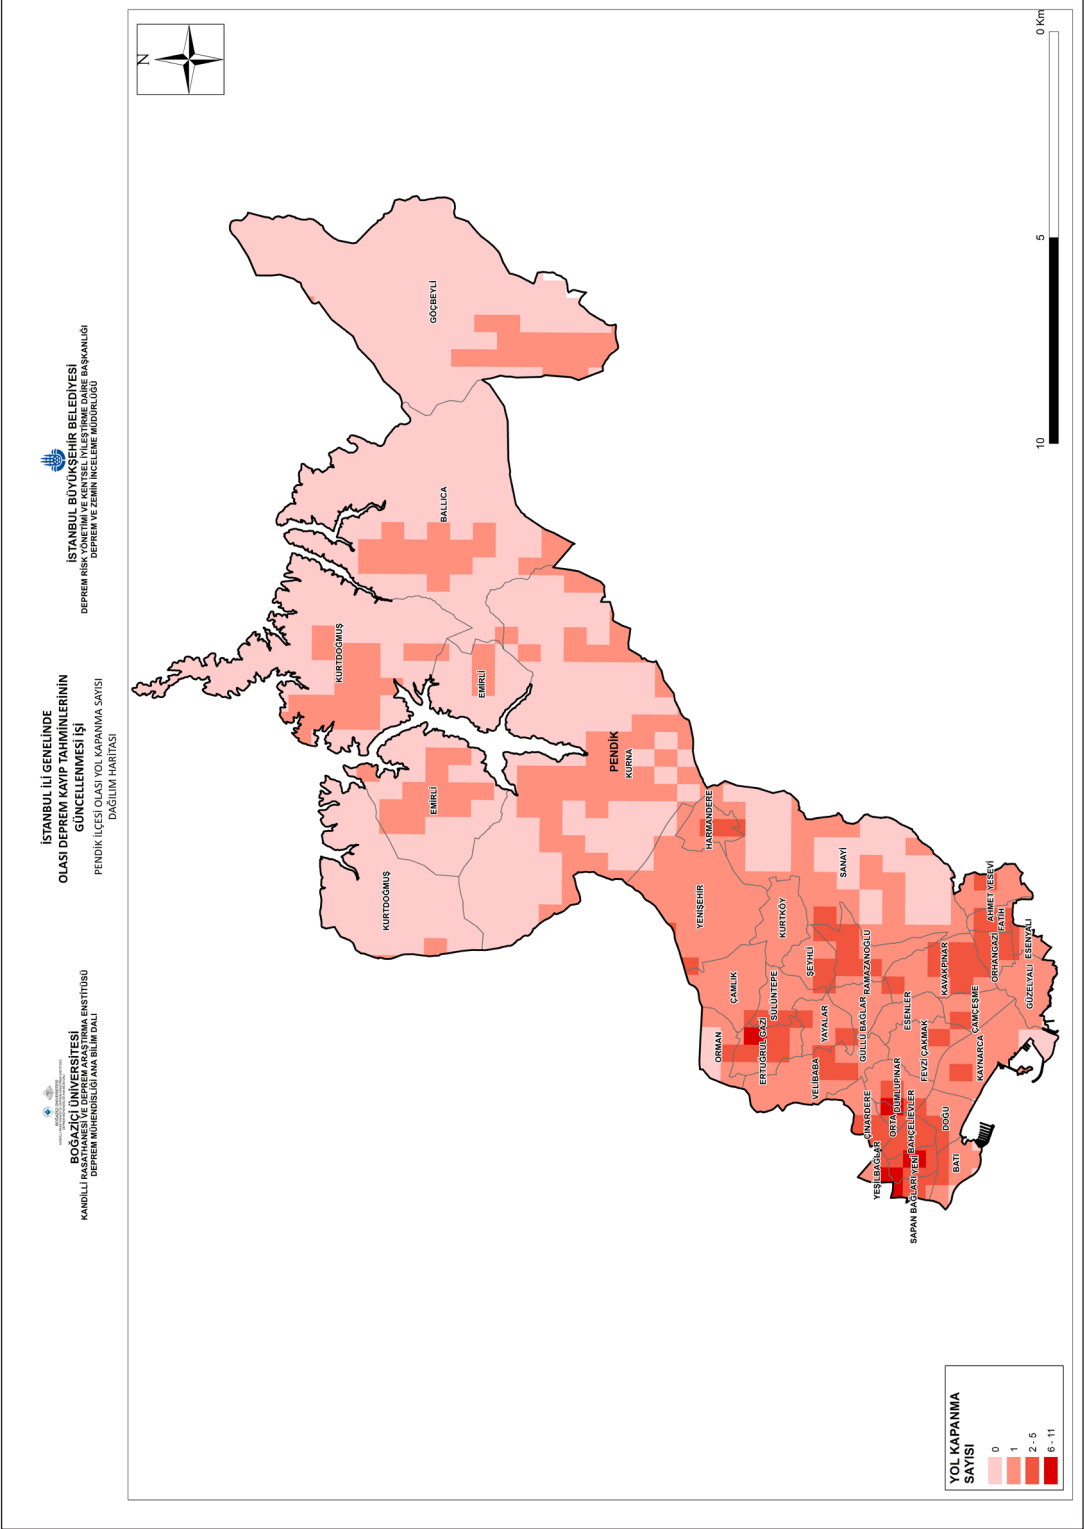 BOĞAZİÇİ ÜNİVERSİTESİ
KANDİLLİ RASATHANESİ VE DEPREM ARAŞTIRMA ENSTİTÜSÜ
DEPREM MÜHENDİSLİĞİ ANA BİLİM DALI
İSTANBUL İLİ GENELİNDE
OLASI DEPREM KAYIP TAHMİNLERİNİN
GÜNCELLENMESİ İŞİ
PENDİK İLÇESİ OLASI YOL KAPANMA SAYISI
DAĞILIM HARİTASI
İSTANBUL BÜYÜKŞEHİR BELEDİYESİ
DEPREM RİSK YÖNETİMİ VE KENTSEL İYİLEŞTİRME DAİRE BAŞKANLIĞI
DEPREM VE ZEMİN İNCELEME MÜDÜRLÜĞÜ
N
GÖÇBEYLİ
BALLICA
KURTDOĞMUŞ
EMİRLİ
EMİRLİ
KURTDOĞMUŞ
PENDİK
KURNA
HARMANDERE
YENİŞEHİR
SANAYİ
KURTKÖY
ÇAMLIK
ŞEYHLİ
SÜLÜNTEPE
RAMAZANOĞLU
AHMET YESEVİ
FATİH
ORHANGAZİ
ESENYALI
KAVAKPINAR
GÜZELYALI
ORMAN
ERTUĞRUL GAZİ
YAYALAR
GÜLLÜ BAĞLAR
ESENLER
ÇAMÇEŞME
VELİBABA
FEVZİ ÇAKMAK
KAYNARCA
ÇINARDERE
DUMLUPINAR
ORTA
BAHÇELİEVLER
DOĞU
YEŞİLBAĞLAR
YENİ
SAPAN BAĞLARI
BATI
YOL KAPANMA
SAYISI
0
1
2 - 5
6 - 11
10
5
0 Km